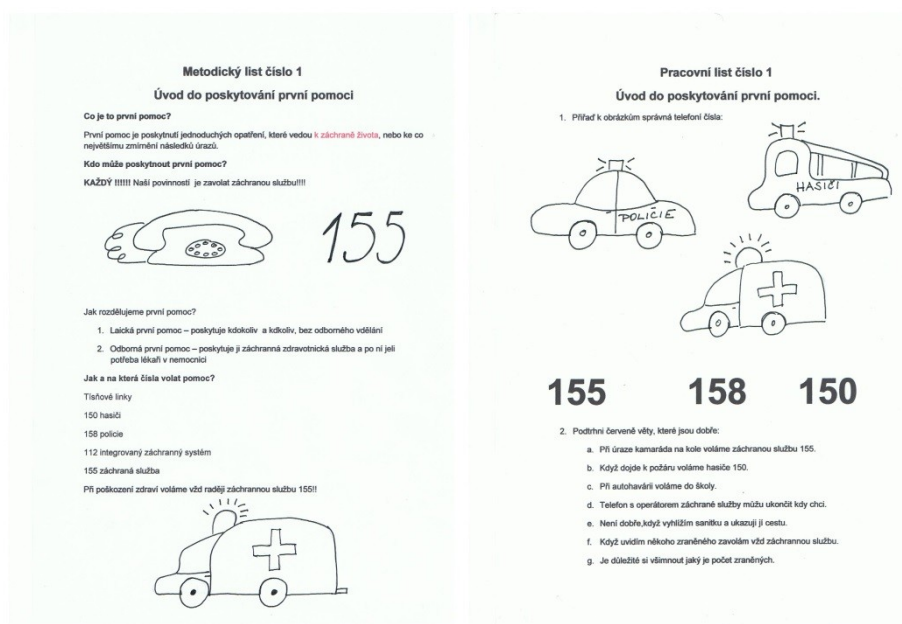 Metodický list číslo 1
Úvod do poskytování první pomoci
Co je to první pomoc?
První pomoc je poskytnutí jednoduchých opatření, které vedou k záchraně života, nebo ke co
největšímu zmírnění následků úrazů.
Kdo může poskytnout první pomoc?
KAŽDÝ !!!!!! Naší povinností je zavolat záchranou službu!!!!
155
Jak rozdělujeme první pomoc?
1. Laická první pomoc – poskytuje kdokoliv a kdkoliv, bez odborného vdělání
2. Odborná první pomoc – poskytuje ji záchranná zdravotnická služba a po ní jeli
potřeba lékaři v nemocnici
Jak a na která čísla volat pomoc?
Tísňové linky
150 hasiči
158 policie
112 integrovaný záchranný systém
155 záchraná služba
Při poškození zdraví voláme vžd raději záchrannou službu 155!!
Pracovní list číslo 1
Úvod do poskytování první pomoci.
1. Přiřaď k obrázkům správná telefoní čísla:
HASIČI
POLIČIE
155 158 150
2. Podtrhni červeně věty, které jsou dobře:
a. Při úraze kamaráda na kole voláme záchranou službu 155.
b. Když dojde k požáru voláme hasiče 150.
c. Při autohavárii voláme do školy.
d. Telefon s operátorem záchrané služby můžu ukončit kdy chci.
e. Není dobře,když vyhlížím sanitku a ukazuji jí cestu.
f. Když uvidím někoho zraněného zavolám vžd záchrannou službu.
g. Je důležité si všimnout jaký je počet zraněných.